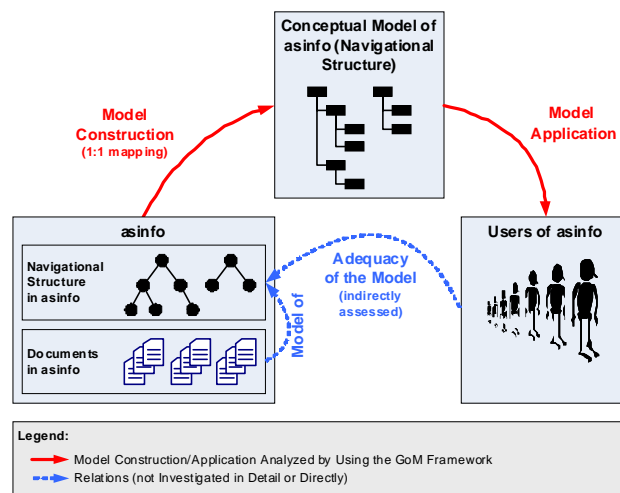 Conceptual Model of
asinfo (Navigational
Structure)
Model
Construction
(1:1 mapping)
Model
Application
asinfo
Navigational
Structure
in asinfo
Documents
in asinfo
Model of
Adequacy
of the Model
(indirectly
assessed)
Users of asinfo
Legend:
Model Construction/Application Analyzed by Using the GoM Framework
Relations (not Investigated in Detail or Directly)